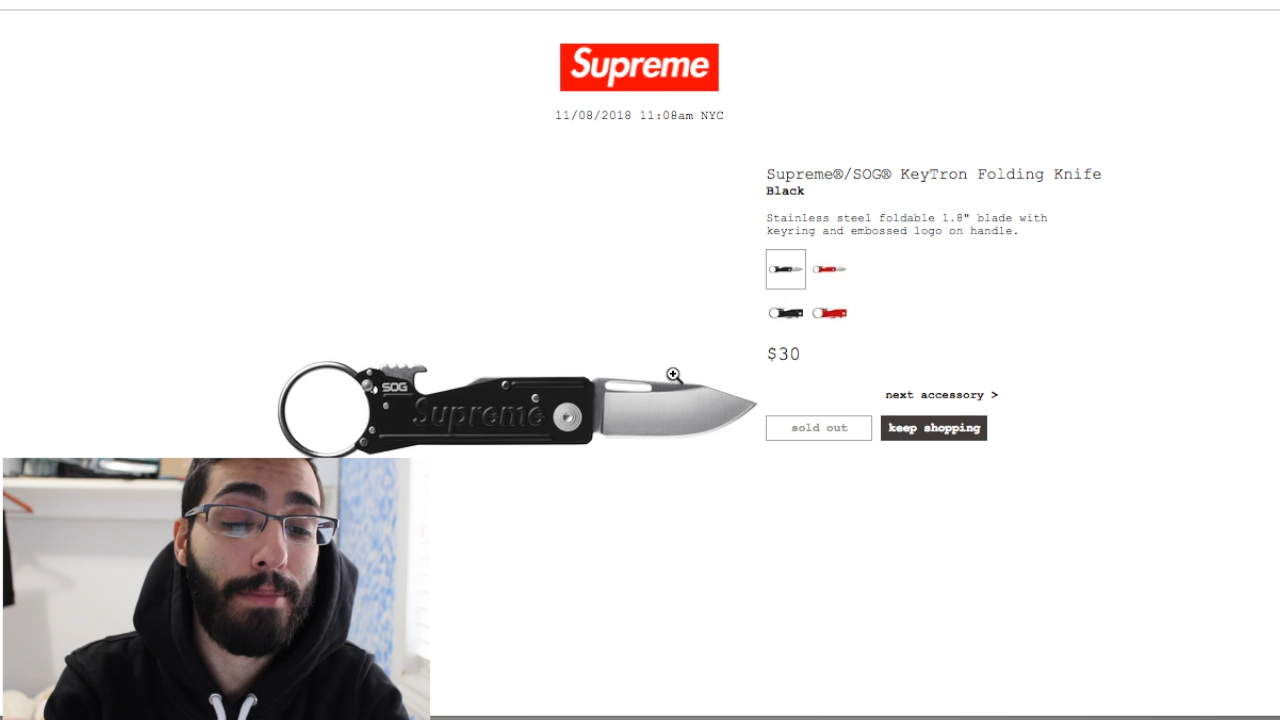 Supreme
11/08/2018 11:08am NYC
Supreme®/SOG® KeyTron Folding Knife
Black
Stainless steel foldable 1.8" blade with
keyring and embossed logo on handle.
$30
SOG
Supreme
next accessory >
sold out
keep shopping